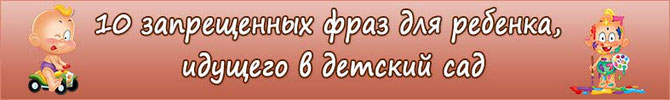 10 запрещенных фраз для ребенка,
идущего в детский сад